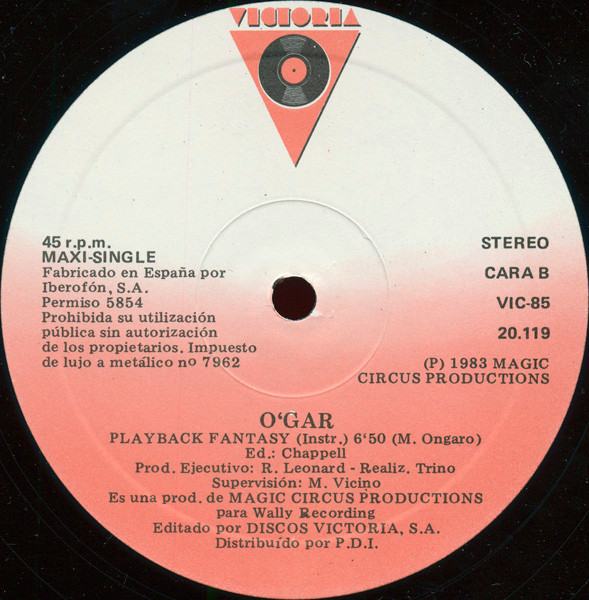 VICTORIA
45 r.p.m.
MAXI-SINGLE
Fabricado en España por
Iberofón, S.A.
Permiso 5854
Prohibida su utilización
pública sin autorización
de los propietarios. Impuesto
de lujo a metálico nº 7962
STEREO
CARA B
VIC-85
20.119
(P) 1983 MAGIC
CIRCUS PRODUCTIONS
O'GAR
PLAYBACK FANTASY (Instr.) 6'50 (M. Ongaro)
Ed.: Chappell
Prod. Ejecutivo: R. Leonard - Realiz. Trino
Supervisión: M. Vicino
Es una prod. de MAGIC CIRCUS PRODUCTIONS
para Wally Recording
Editado por DISCOS VICTORIA, S.A.
Distribuído por P.D.I.